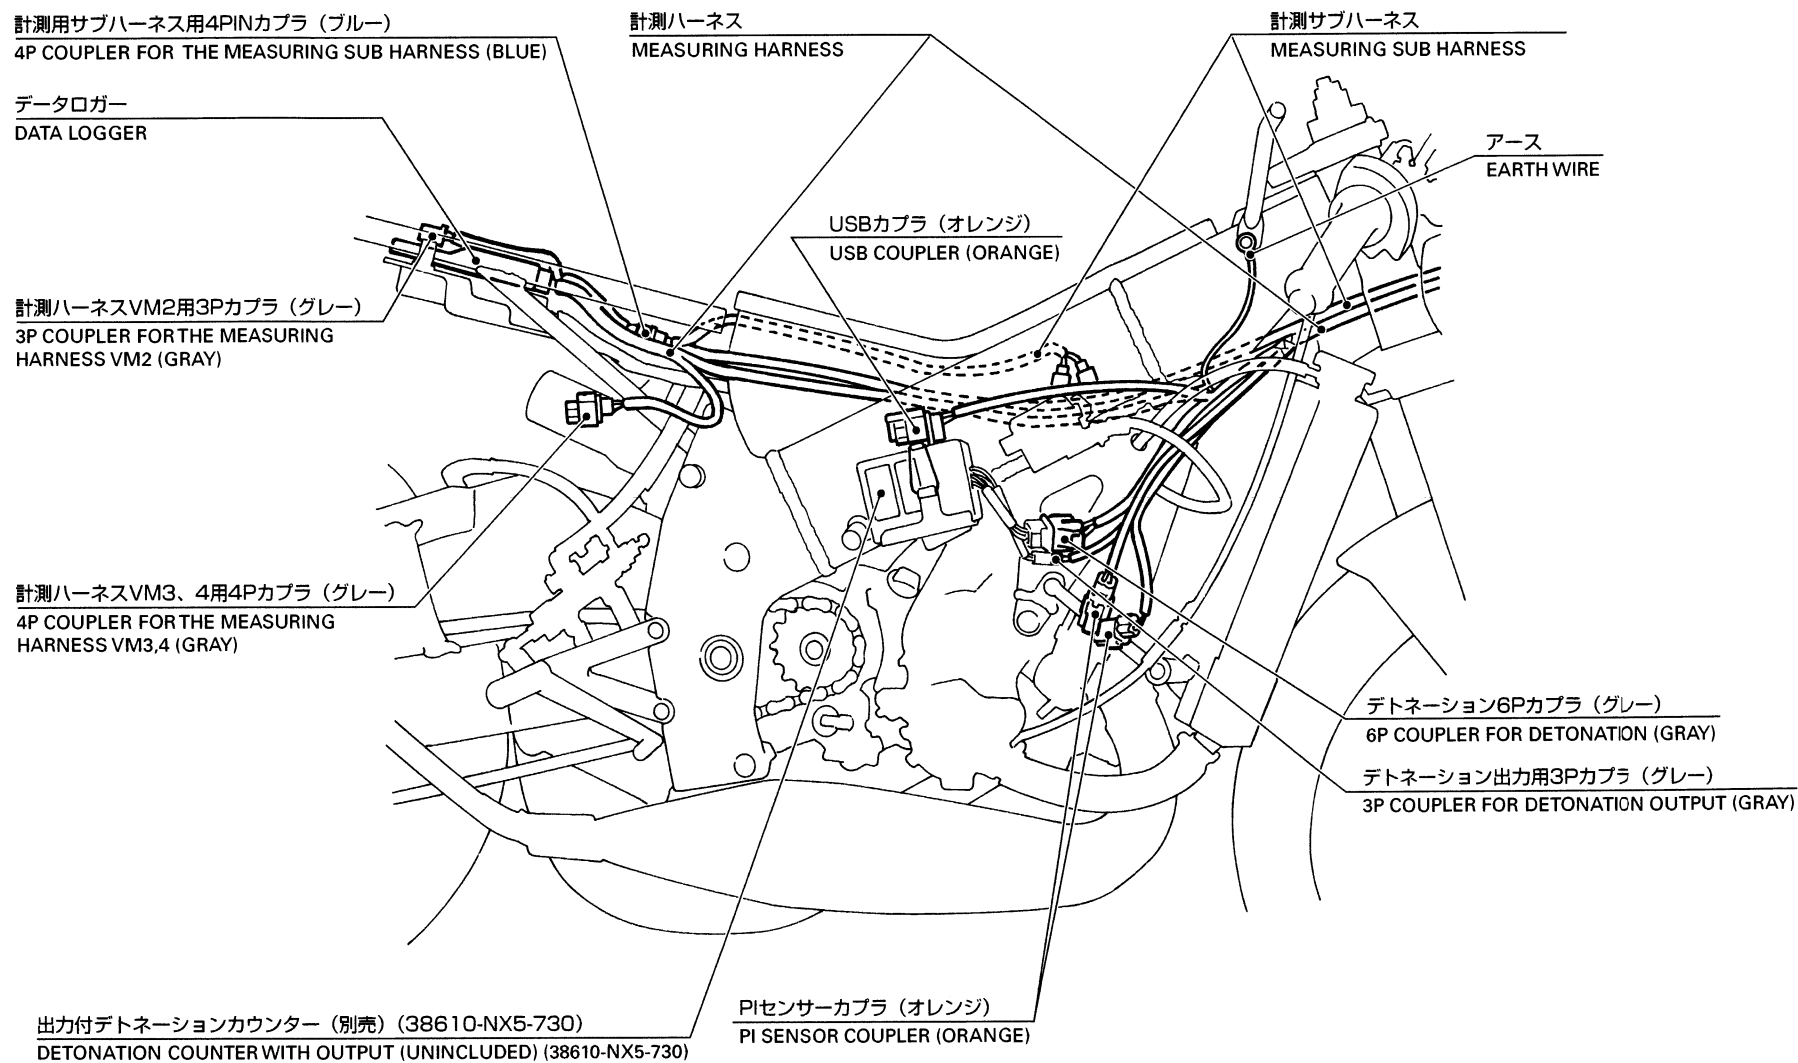 計測用サブハーネス用4PINカプラ（ブルー）
4P COUPLER FOR THE MEASURING SUB HARNESS (BLUE)
計測ハーネス
MEASURING HARNESS
計測サブハーネス
MEASURING SUB HARNESS
データロガー
DATA LOGGER
アース
EARTH WIRE
USBカプラ（オレンジ）
USB COUPLER (ORANGE)
計測ハーネスVM2用3Pカプラ（グレー）
3P COUPLER FOR THE MEASURING
HARNESS VM2 (GRAY)
計測ハーネスVM3、4用4Pカプラ（グレー）
4P COUPLER FOR THE MEASURING
HARNESS VM3,4 (GRAY)
デトネーション6Pカプラ（グレー）
6P COUPLER FOR DETONATION (GRAY)
デトネーション出力用3Pカプラ（グレー）
3P COUPLER FOR DETONATION OUTPUT (GRAY)
PIセンサーカプラ（オレンジ）
PI SENSOR COUPLER (ORANGE)
出力付デトネーションカウンター（別売）（38610-NX5-730）
DETONATION COUNTER WITH OUTPUT (UNINCLUDED) (38610-NX5-730)